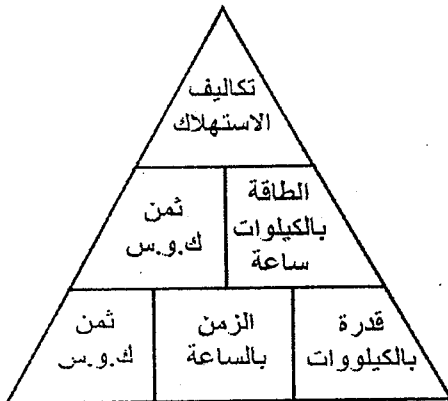 تكاليف
الاستهلاك
الطاقة
بالكيلوات
ساعة
ثمن
ك.و.س
قدرة
بالكيلووات
الزمن
بالساعة
ثمن
ك.و.س